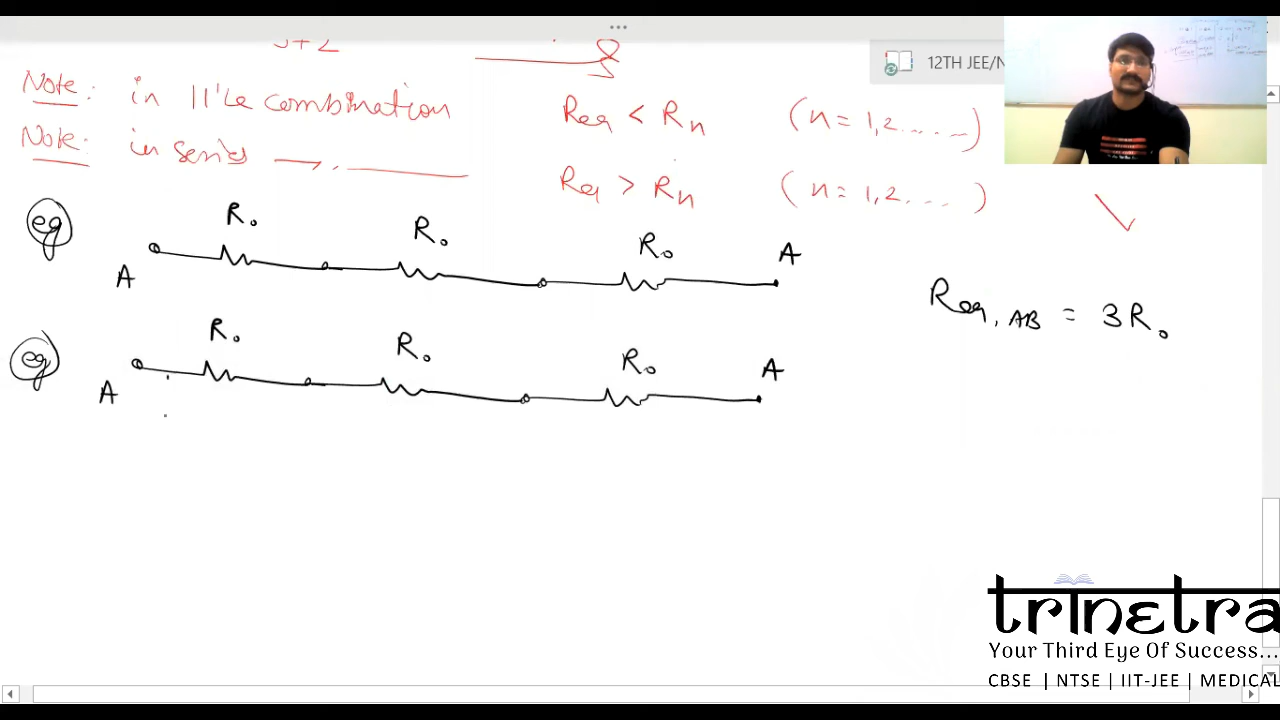 Note: in ||'le combination Req < Rn (n = 1,2......)
Note: in series Req > Rn (n = 1,2.....)
eg
R₀ R₀ R₀
A A
Req, AB = 3R₀
eg
R₀ R₀ R₀
A A
12TH JEE/N
trinetra
Your Third Eye Of Success...
CBSE | NTSE | IIT-JEE | MEDICAL